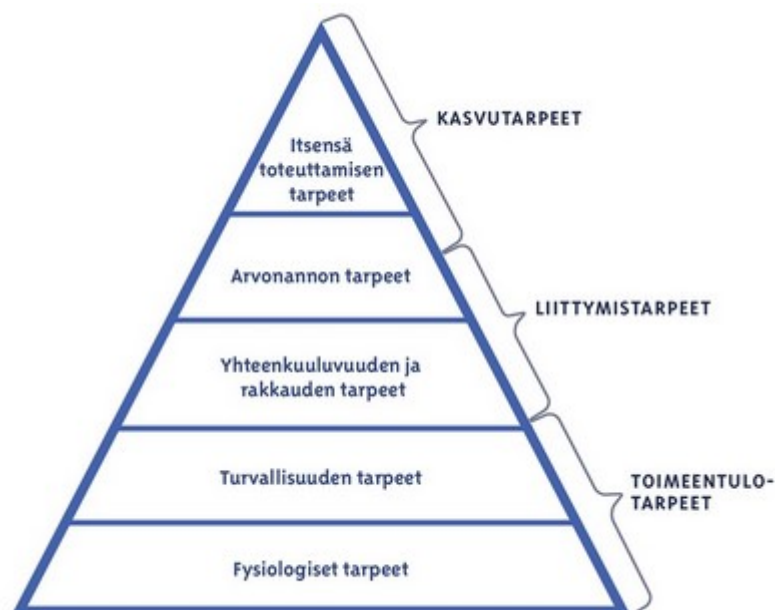 KASVUTARPEET
Itsensä
toteuttamisen
tarpeet
Arvonannon tarpeet
LIITTYMISTARPEET
Yhteenkuuluvuuden ja
rakkauden tarpeet
Turvallisuuden tarpeet
TOIMEENTULO-
TARPEET
Fysiologiset tarpeet